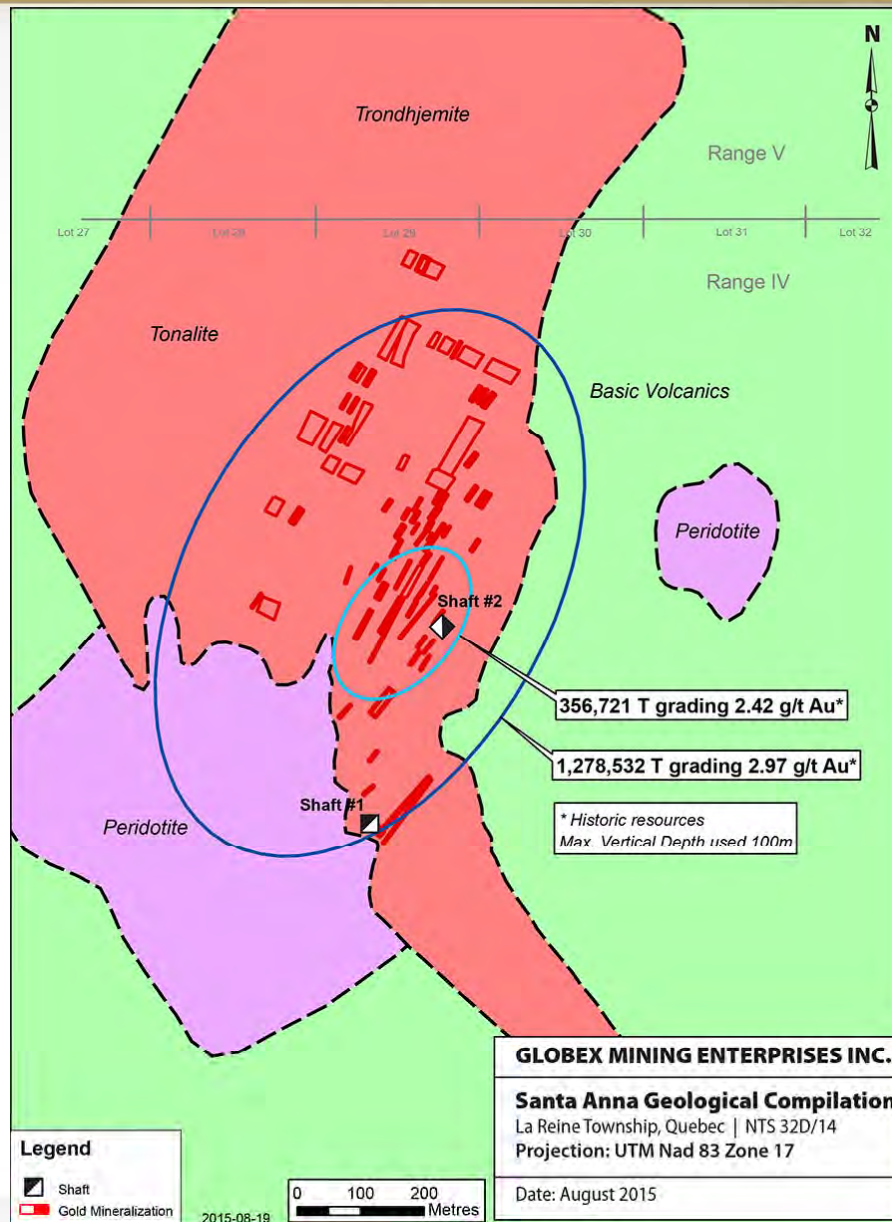 N
Trondhjemite
Range V
Lot 27
Lot 28
Lot 29
Lot 30
Lot 31
Lot 32
Range IV
Tonalite
Basic Volcanics
Peridotite
Shaft #2
356,721 T grading 2.42 g/t Au*
1,278,532 T grading 2.97 g/t Au*
Shaft #1
Peridotite
* Historic resources
Max. Vertical Depth used 100m
GLOBEX MINING ENTERPRISES INC.
Santa Anna Geological Compilation
La Reine Township, Quebec | NTS 32D/14
Projection: UTM Nad 83 Zone 17
Date: August 2015
Legend
Shaft
Gold Mineralization
2015-08-19
0 100 200
Metres